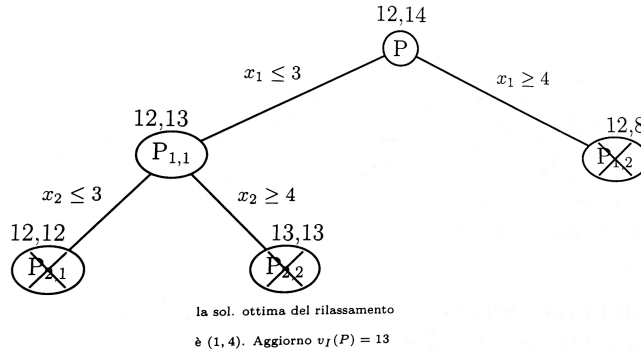 12,14
P
x₁ ≤ 3
x₁ ≥ 4
12,13
P₁,₁
12,8
P₁,₂
x₂ ≤ 3
x₂ ≥ 4
12,12
P₂,₁
13,13
P₂,₂
la sol. ottima del rilassamento
è (1, 4). Aggiorno v_I(P) = 13